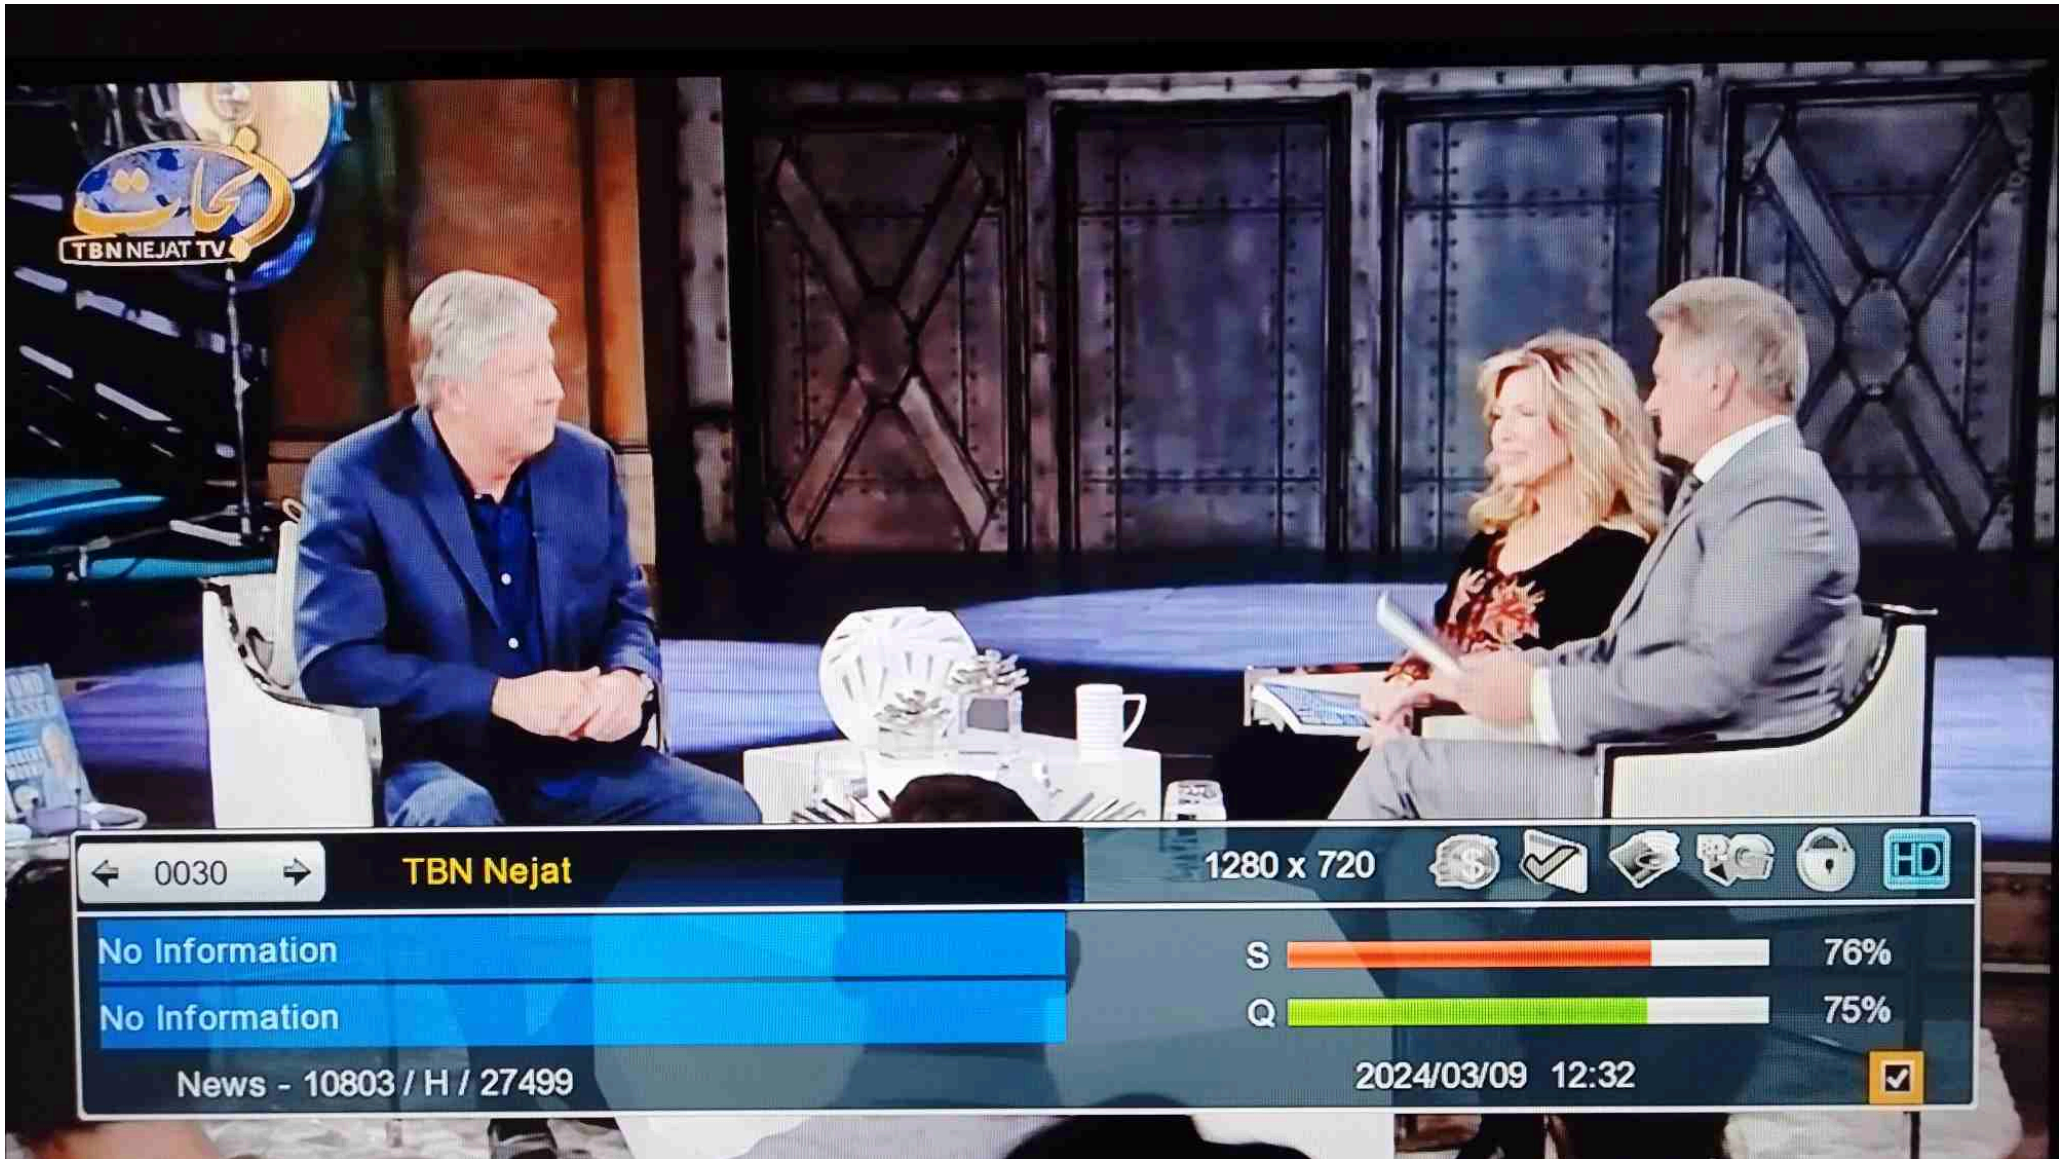 نجات
TBN NEJAT TV
0030
TBN Nejat
1280 x 720
HD
No Information
S
76%
No Information
Q
75%
News - 10803 / H / 27499
2024/03/09 12:32